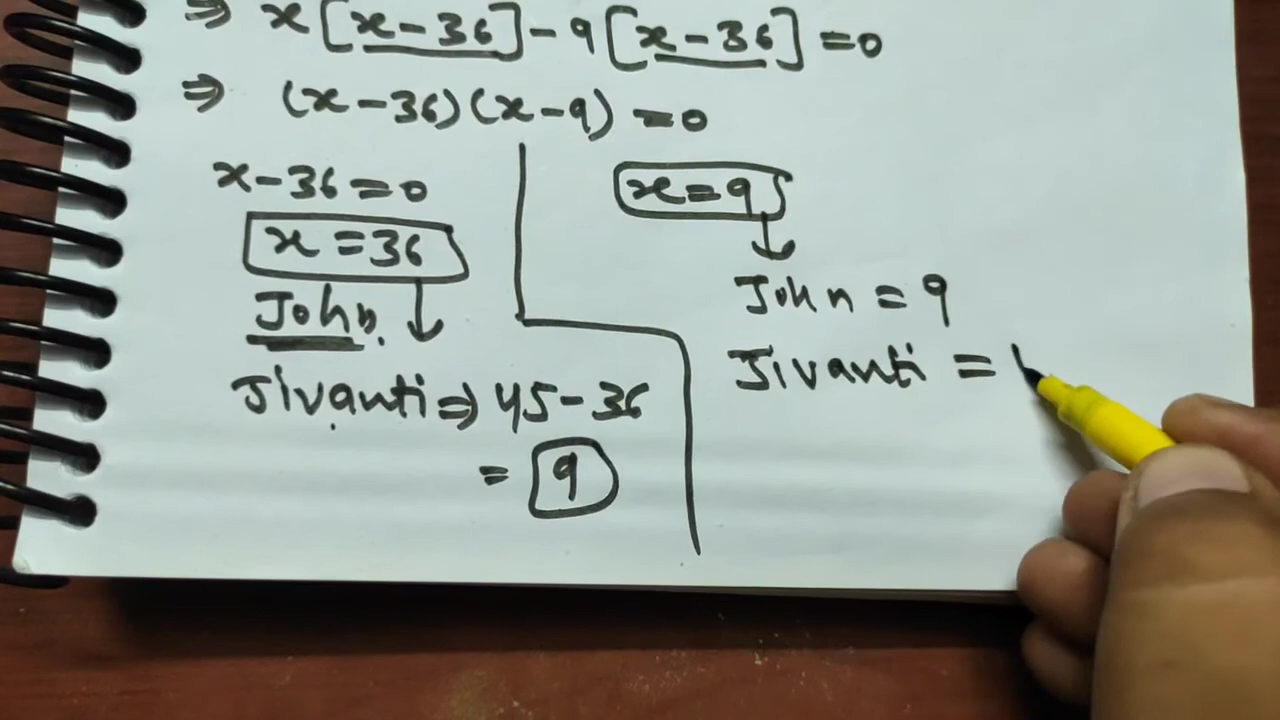 ⇒ x[x-36]-9[x-36]=0
⇒ (x-36)(x-9)=0
x-36=0
x=36
John
Jivanti ⇒ 45-36
= 9
x=9
John = 9
Jivanti =